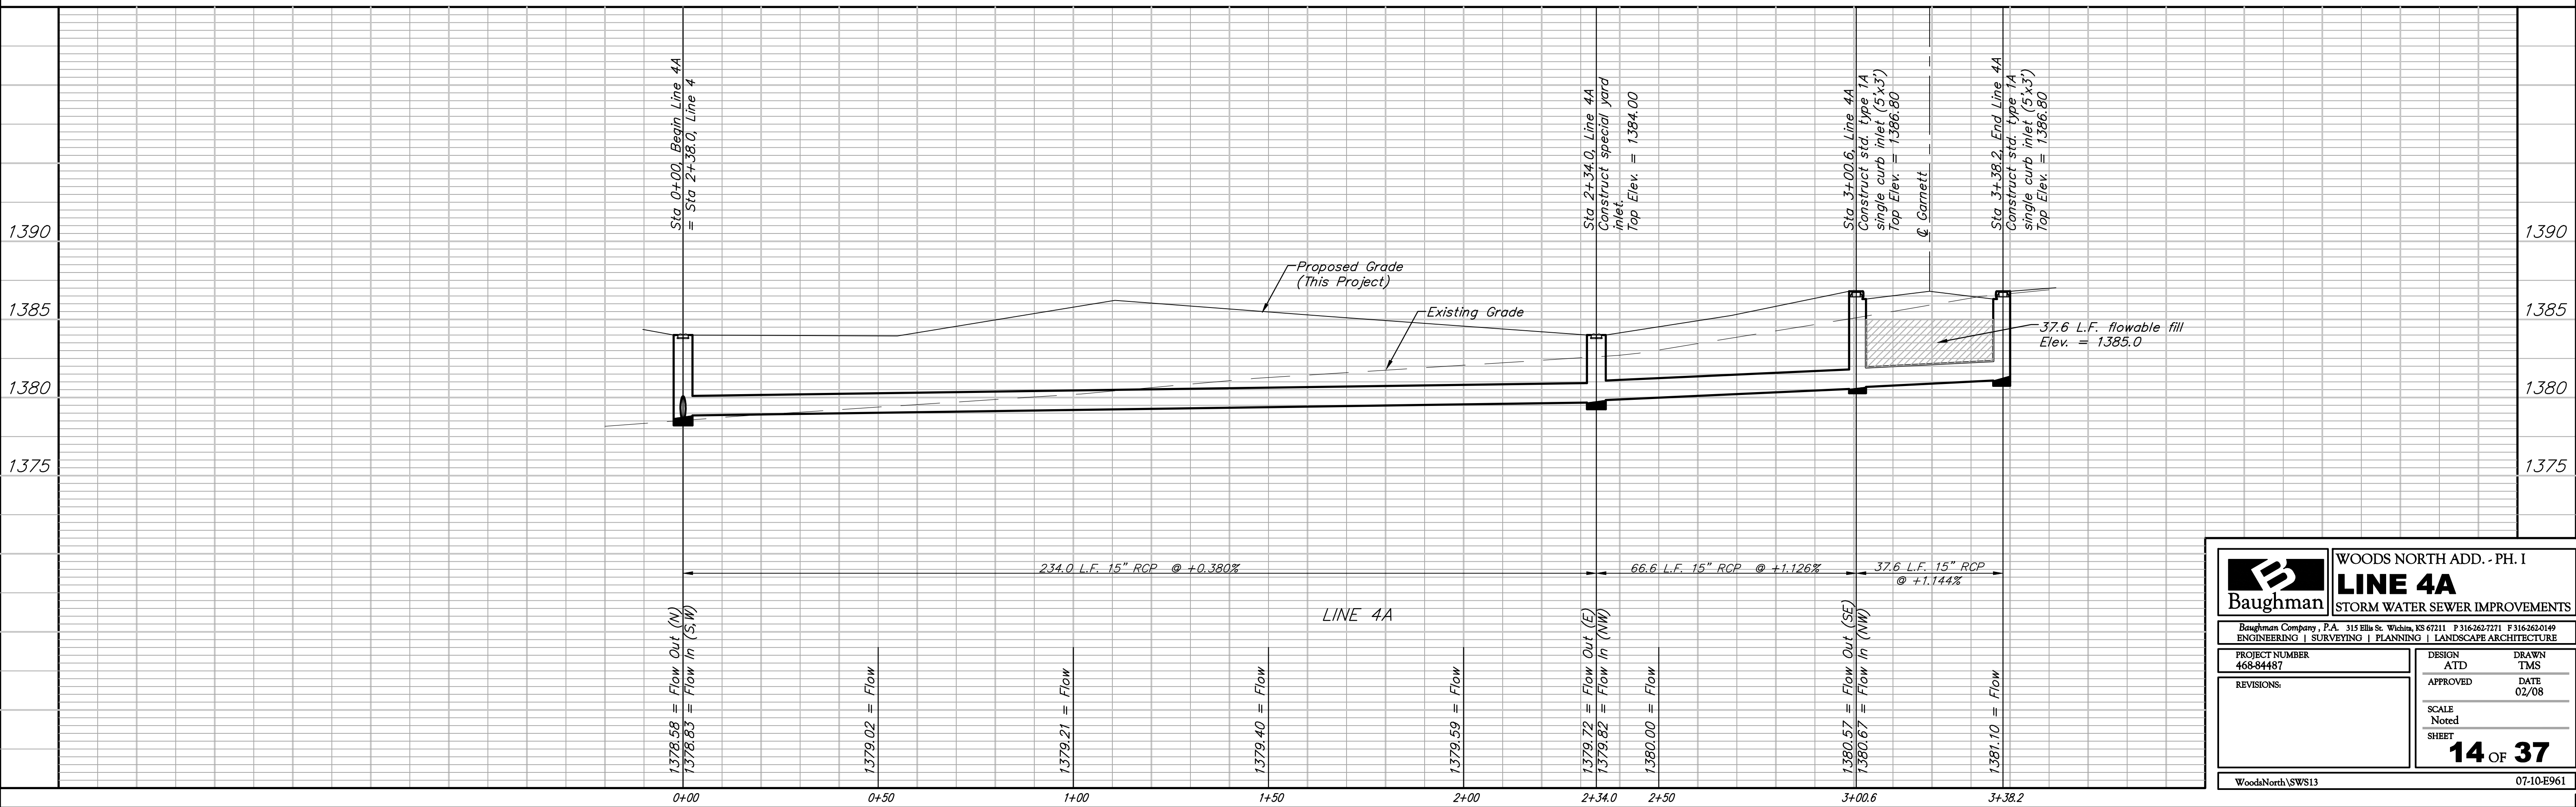 Sta 0+00, Begin Line 4A
= Sta 2+38.0, Line 4
Sta 2+34.0, Line 4A
Construct special yard
inlet.
Top Elev. = 1384.00
Sta 3+00.6, Line 4A
Construct std. type 1A
single curb inlet (5'x3')
Top Elev. = 1386.80
℄ Garnett
Sta 3+38.2, End Line 4A
Construct std. type 1A
single curb inlet (5'x3')
Top Elev. = 1386.80
1390
1390
1385
1385
1380
1380
1375
1375
Proposed Grade
(This Project)
Existing Grade
37.6 L.F. flowable fill
Elev. = 1385.0
234.0 L.F. 15" RCP @ +0.380%
66.6 L.F. 15" RCP @ +1.126%
37.6 L.F. 15" RCP
@ +1.144%
LINE 4A
1378.58 = Flow Out (N)
1378.83 = Flow In (S,W)
1379.02 = Flow
1379.21 = Flow
1379.40 = Flow
1379.59 = Flow
1379.72 = Flow Out (E)
1379.82 = Flow In (NW)
1380.00 = Flow
1380.57 = Flow Out (SE)
1380.67 = Flow In (NW)
1381.10 = Flow
0+00
0+50
1+00
1+50
2+00
2+34.0
2+50
3+00.6
3+38.2
B
Baughman
WOODS NORTH ADD. - PH. I
LINE 4A
STORM WATER SEWER IMPROVEMENTS
Baughman Company, P.A. 315 Ellis St. Wichita, KS 67211 P 316-262-7271 F 316-262-0149
ENGINEERING | SURVEYING | PLANNING | LANDSCAPE ARCHITECTURE
PROJECT NUMBER
468-84487
DESIGN
ATD
DRAWN
TMS
REVISIONS:
APPROVED
DATE
02/08
SCALE
Noted
SHEET
14 OF 37
WoodsNorth\SWS13
07-10-E961